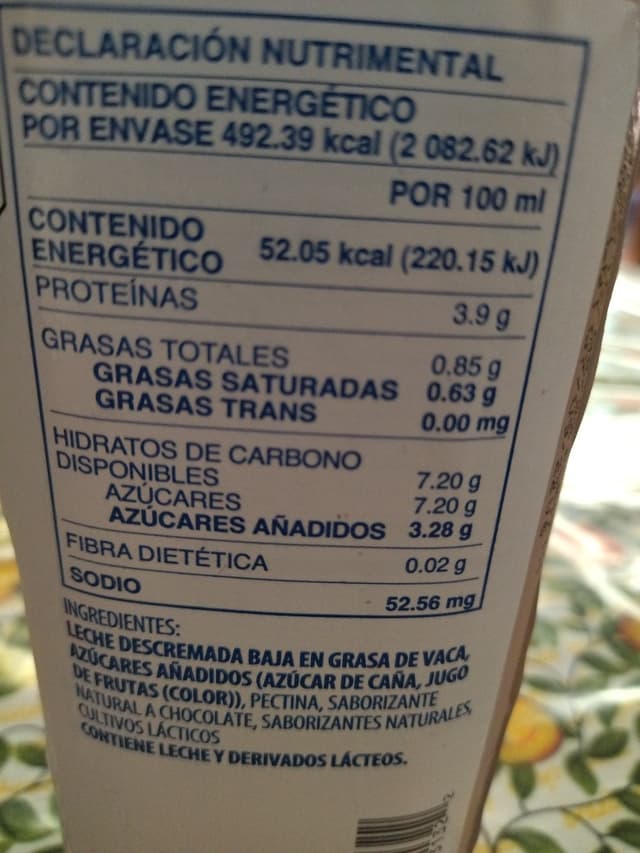 DECLARACIÓN NUTRIMENTAL
CONTENIDO ENERGÉTICO
POR ENVASE 492.39 kcal (2 082.62 kJ)
POR 100 ml
CONTENIDO
ENERGÉTICO 52.05 kcal (220.15 kJ)
PROTEÍNAS 3.9 g
GRASAS TOTALES 0.85 g
GRASAS SATURADAS 0.63 g
GRASAS TRANS 0.00 mg
HIDRATOS DE CARBONO
DISPONIBLES 7.20 g
AZÚCARES 7.20 g
AZÚCARES AÑADIDOS 3.28 g
FIBRA DIETÉTICA 0.02 g
SODIO 52.56 mg
INGREDIENTES:
LECHE DESCREMADA BAJA EN GRASA DE VACA,
AZÚCARES AÑADIDOS (AZÚCAR DE CAÑA, JUGO
DE FRUTAS (COLOR)), PECTINA, SABORIZANTE
NATURAL A CHOCOLATE, SABORIZANTES NATURALES,
CULTIVOS LÁCTICOS
CONTIENE LECHE Y DERIVADOS LÁCTEOS.